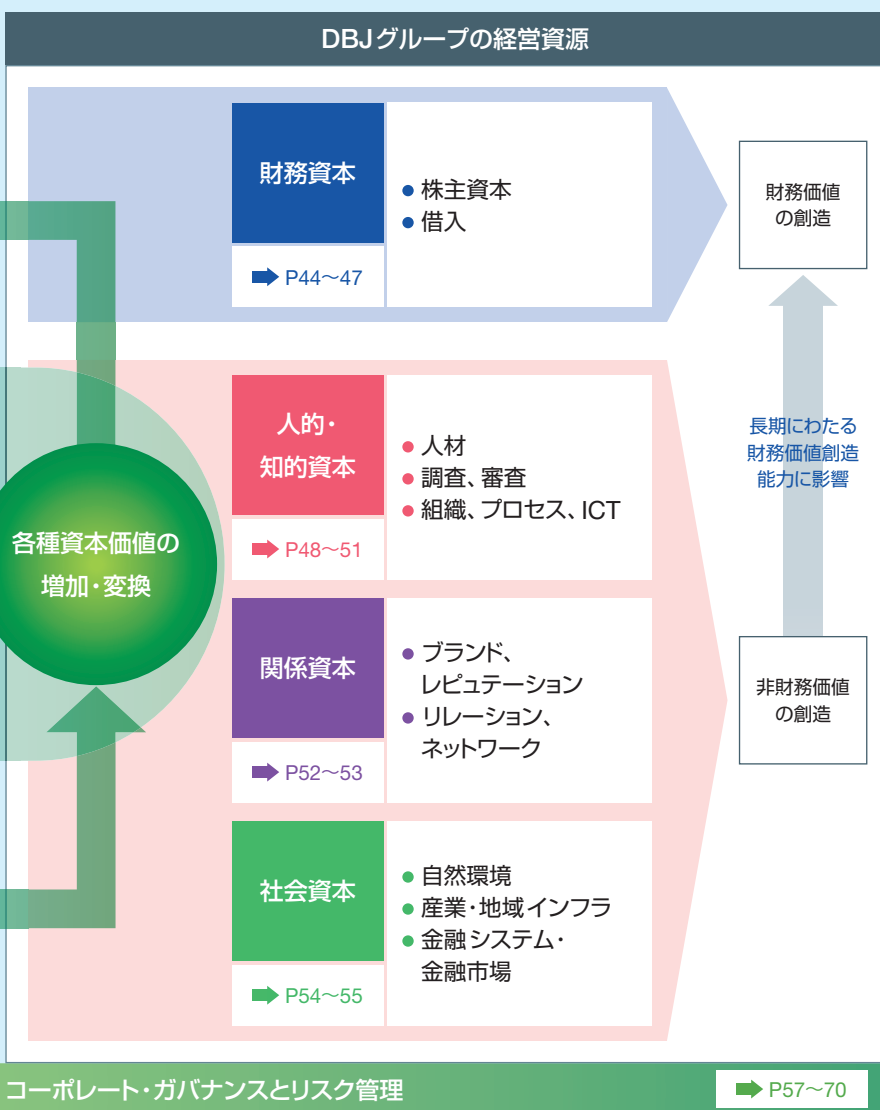 DBJグループの経営資源
財務資本
P44～47
● 株主資本
● 借入
財務価値
の創造
人的・
知的資本
P48～51
● 人材
● 調査、審査
● 組織、プロセス、ICT
長期にわたる
財務価値創造
能力に影響
各種資本価値の
増加・変換
関係資本
P52～53
● ブランド、
レピュテーション
● リレーション、
ネットワーク
非財務価値
の創造
社会資本
P54～55
● 自然環境
● 産業・地域インフラ
● 金融システム・
金融市場
コーポレート・ガバナンスとリスク管理
P57～70